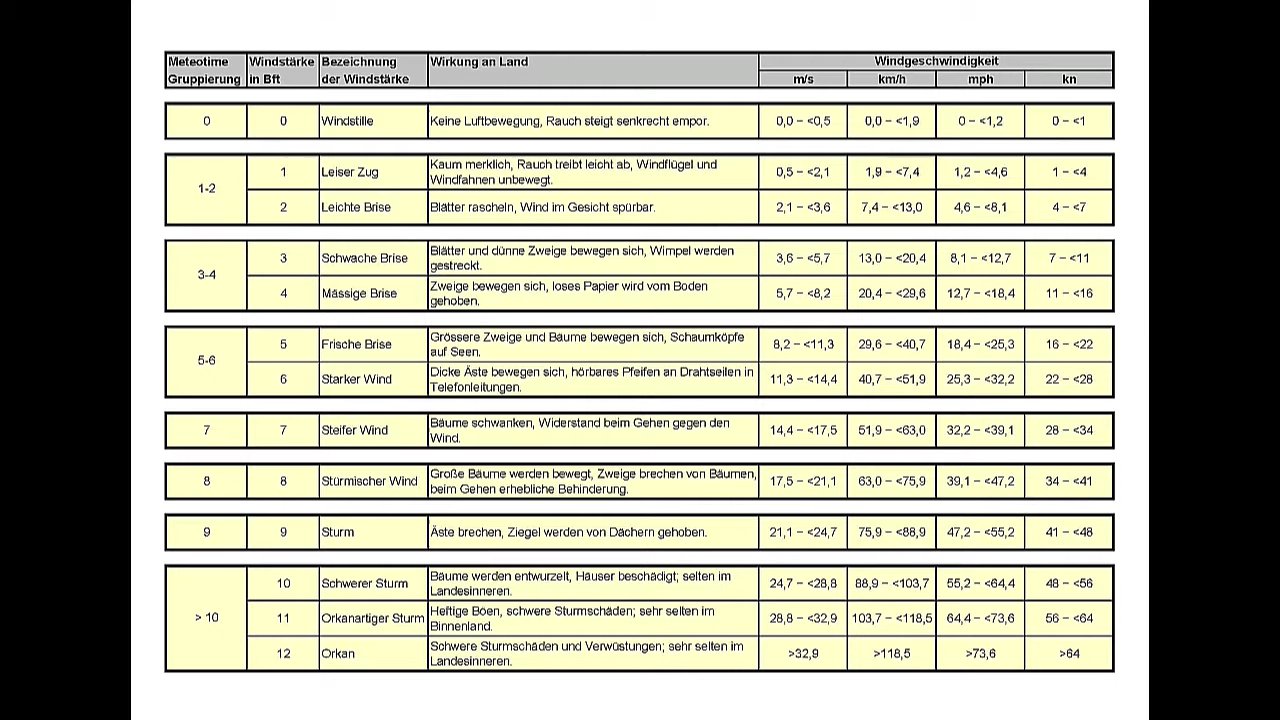 Meteotime Gruppierung Windstärke in Bft Bezeichnung der Windstärke Wirkung an Land Windgeschwindigkeit
m/s km/h mph kn
0 0 Windstille Keine Luftbewegung, Rauch steigt senkrecht empor. 0,0 – <0,5 0,0 – <1,9 0 – <1,2 0 – <1
1-2
1 Leiser Zug Kaum merklich, Rauch treibt leicht ab, Windflügel und
Windfahnen unbewegt. 0,5 – <2,1 1,9 – <7,4 1,2 – <4,6 1 – <4
2 Leichte Brise Blätter rascheln, Wind im Gesicht spürbar. 2,1 – <3,6 7,4 – <13,0 4,6 – <8,1 4 – <7
3-4
3 Schwache Brise Blätter und dünne Zweige bewegen sich, Wimpel werden
gestreckt. 3,6 – <5,7 13,0 – <20,4 8,1 – <12,7 7 – <11
4 Mässige Brise Zweige bewegen sich, loses Papier wird vom Boden
gehoben. 5,7 – <8,2 20,4 – <29,6 12,7 – <18,4 11 – <16
5-6
5 Frische Brise Grössere Zweige und Bäume bewegen sich, Schaumköpfe
auf Seen. 8,2 – <11,3 29,6 – <40,7 18,4 – <25,3 16 – <22
6 Starker Wind Dicke Äste bewegen sich, hörbares Pfeifen an Drahtseilen in
Telefonleitungen. 11,3 – <14,4 40,7 – <51,9 25,3 – <32,2 22 – <28
7 7 Steifer Wind Bäume schwanken, Widerstand beim Gehen gegen den
Wind. 14,4 – <17,5 51,9 – <63,0 32,2 – <39,1 28 – <34
8 8 Stürmischer Wind Große Bäume werden bewegt, Zweige brechen von Bäumen,
beim Gehen erhebliche Behinderung. 17,5 – <21,1 63,0 – <75,9 39,1 – <47,2 34 – <41
9 9 Sturm Äste brechen, Ziegel werden von Dächern gehoben. 21,1 – <24,7 75,9 – <88,9 47,2 – <55,2 41 – <48
> 10
10 Schwerer Sturm Bäume werden entwurzelt, Häuser beschädigt; selten im
Landesinneren. 24,7 – <28,8 88,9 – <103,7 55,2 – <64,4 48 – <56
11 Orkanartiger Sturm Heftige Böen, schwere Sturmschäden; sehr selten im
Binnenland. 28,8 – <32,9 103,7 – <118,5 64,4 – <73,6 56 – <64
12 Orkan Schwere Sturmschäden und Verwüstungen; sehr selten im
Landesinneren. >32,9 >118,5 >73,6 >64